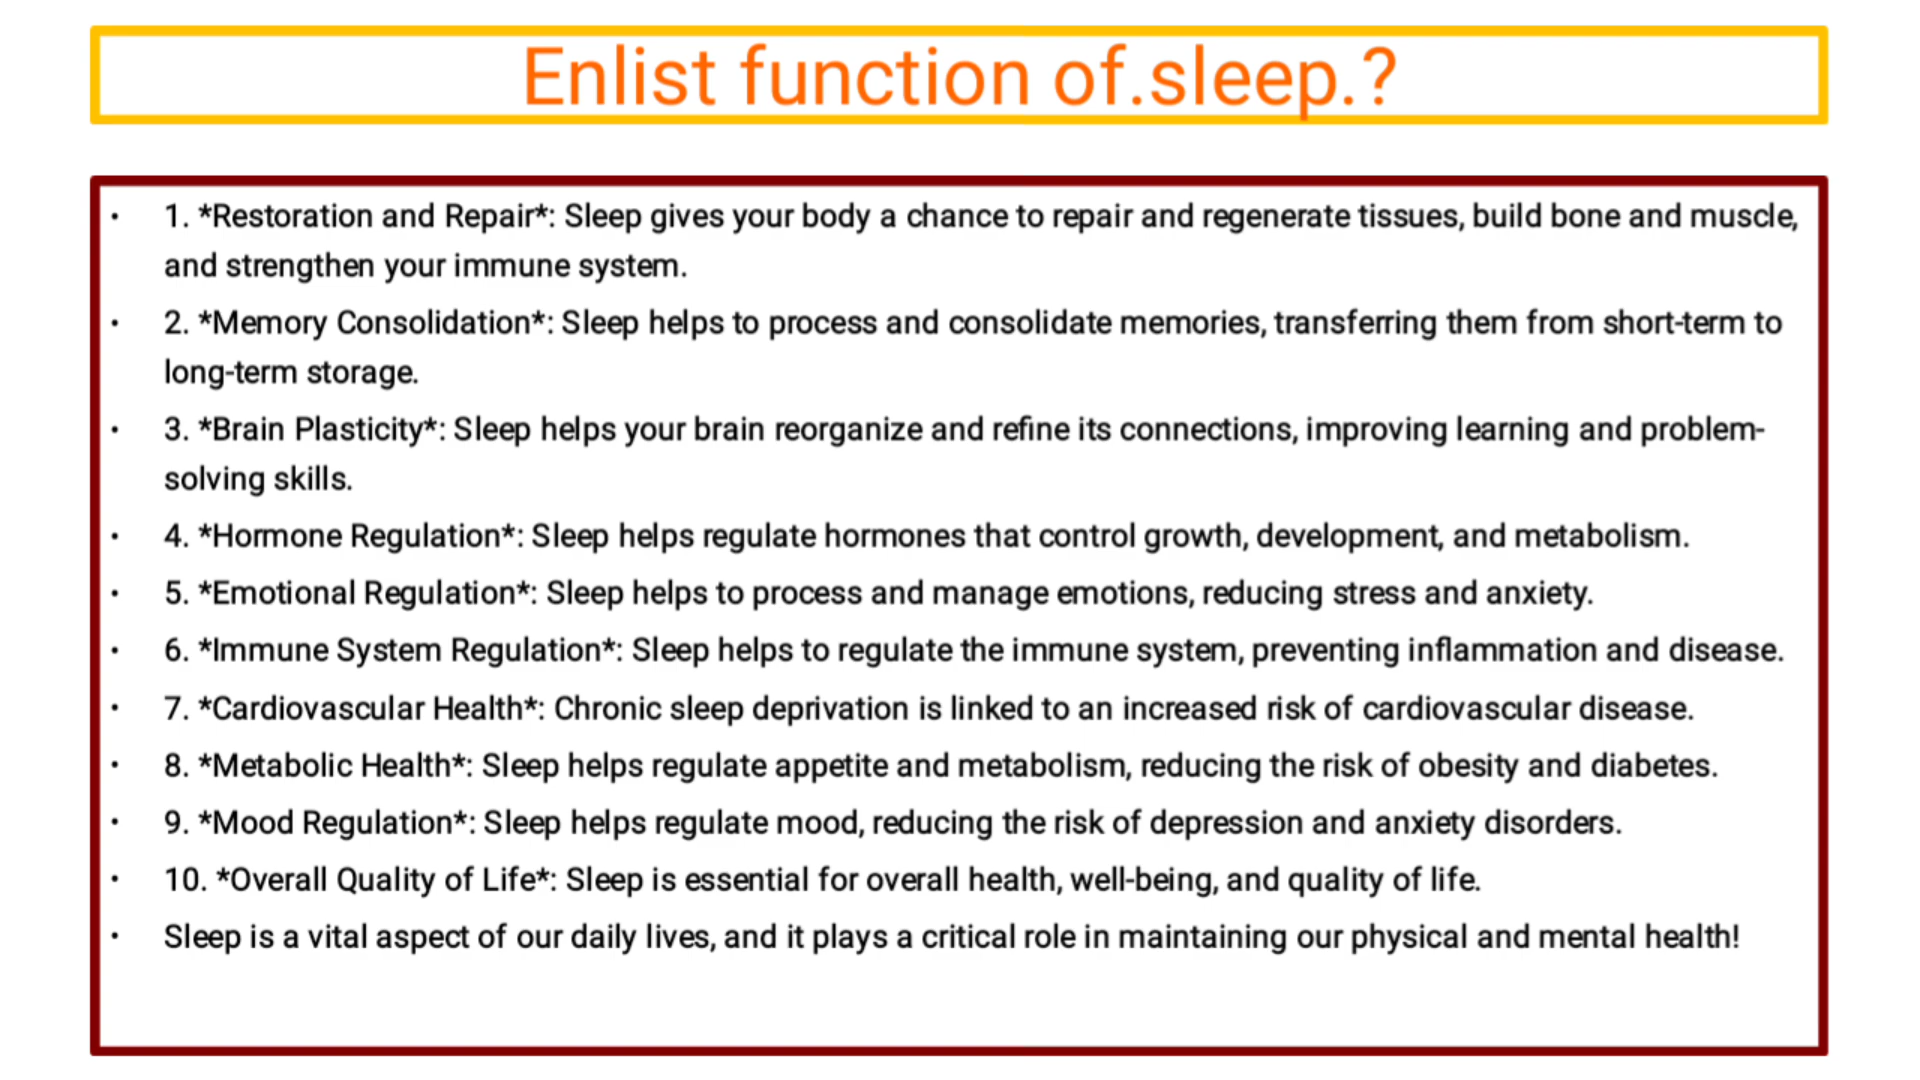 Enlist function of.sleep.?
• 1. *Restoration and Repair*: Sleep gives your body a chance to repair and regenerate tissues, build bone and muscle,
and strengthen your immune system.
• 2. *Memory Consolidation*: Sleep helps to process and consolidate memories, transferring them from short-term to
long-term storage.
• 3. *Brain Plasticity*: Sleep helps your brain reorganize and refine its connections, improving learning and problem-
solving skills.
• 4. *Hormone Regulation*: Sleep helps regulate hormones that control growth, development, and metabolism.
• 5. *Emotional Regulation*: Sleep helps to process and manage emotions, reducing stress and anxiety.
• 6. *Immune System Regulation*: Sleep helps to regulate the immune system, preventing inflammation and disease.
• 7. *Cardiovascular Health*: Chronic sleep deprivation is linked to an increased risk of cardiovascular disease.
• 8. *Metabolic Health*: Sleep helps regulate appetite and metabolism, reducing the risk of obesity and diabetes.
• 9. *Mood Regulation*: Sleep helps regulate mood, reducing the risk of depression and anxiety disorders.
• 10. *Overall Quality of Life*: Sleep is essential for overall health, well-being, and quality of life.
• Sleep is a vital aspect of our daily lives, and it plays a critical role in maintaining our physical and mental health!